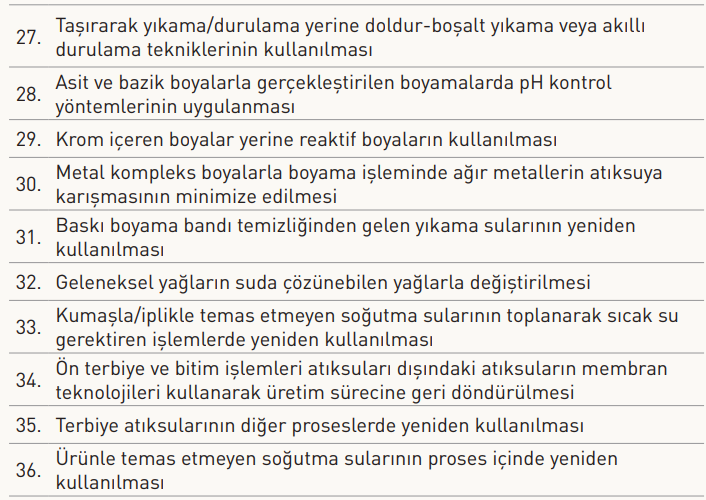 27. Taşırarak yıkama/durulama yerine doldur-boşalt yıkama veya akıllı
durulama tekniklerinin kullanılması
28. Asit ve bazik boyalarla gerçekleştirilen boyamalarda pH kontrol
yöntemlerinin uygulanması
29. Krom içeren boyalar yerine reaktif boyaların kullanılması
30. Metal kompleks boyalarla boyama işleminde ağır metallerin atıksuya
karışmasının minimize edilmesi
31. Baskı boyama bandı temizliğinden gelen yıkama sularının yeniden
kullanılması
32. Geleneksel yağların suda çözünebilen yağlarla değiştirilmesi
33. Kumaşla/iplikle temas etmeyen soğutma sularının toplanarak sıcak su
gerektiren işlemlerde yeniden kullanılması
34. Ön terbiye ve bitim işlemleri atıksuları dışındaki atıksuların membran
teknolojileri kullanarak üretim sürecine geri döndürülmesi
35. Terbiye atıksularının diğer proseslerde yeniden kullanılması
36. Ürünle temas etmeyen soğutma sularının proses içinde yeniden
kullanılması